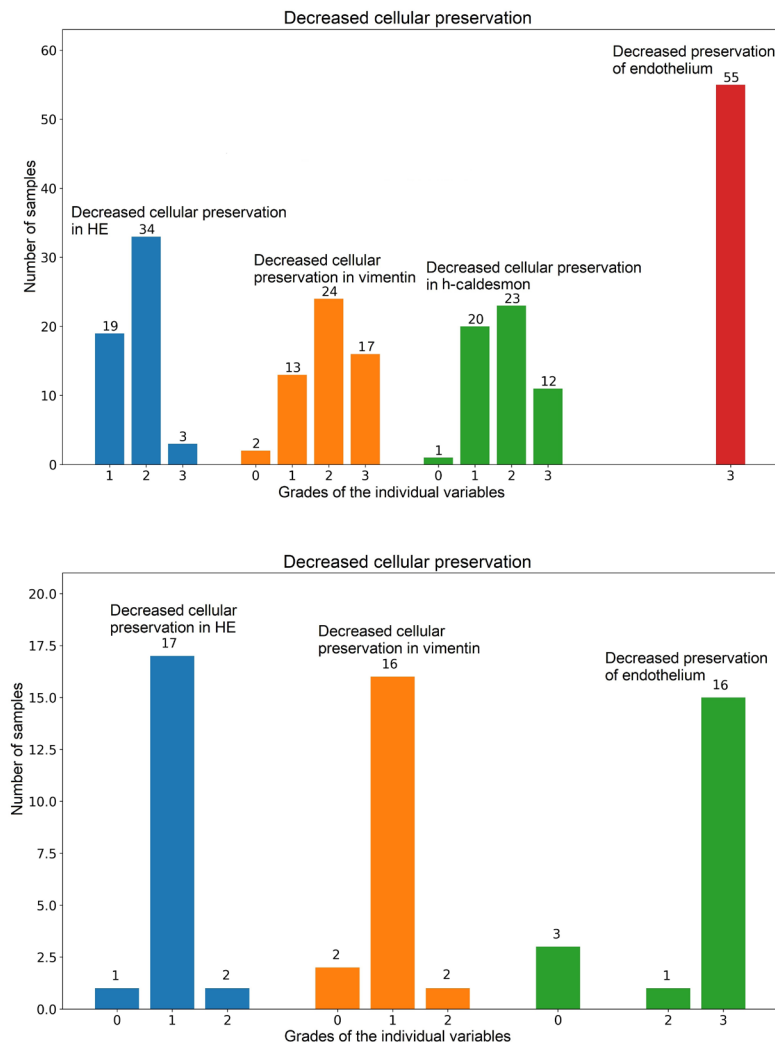 Decreased cellular preservation
Decreased preservation
of endothelium
55
Decreased cellular preservation
in HE
34
19
3
Decreased cellular
preservation in vimentin
24
2
13
17
Decreased cellular preservation
in h-caldesmon
23
1
20
12
Number of samples
60
50
40
30
20
10
0
1 2 3 0 1 2 3 0 1 2 3 3
Grades of the individual variables
Decreased cellular preservation
Decreased cellular
preservation in HE
17
1
2
Decreased cellular
preservation in vimentin
16
2
2
Decreased preservation
of endothelium
16
3
1
Number of samples
20.0
17.5
15.0
12.5
10.0
7.5
5.0
2.5
0.0
0 1 2 0 1 2 0 2 3
Grades of the individual variables